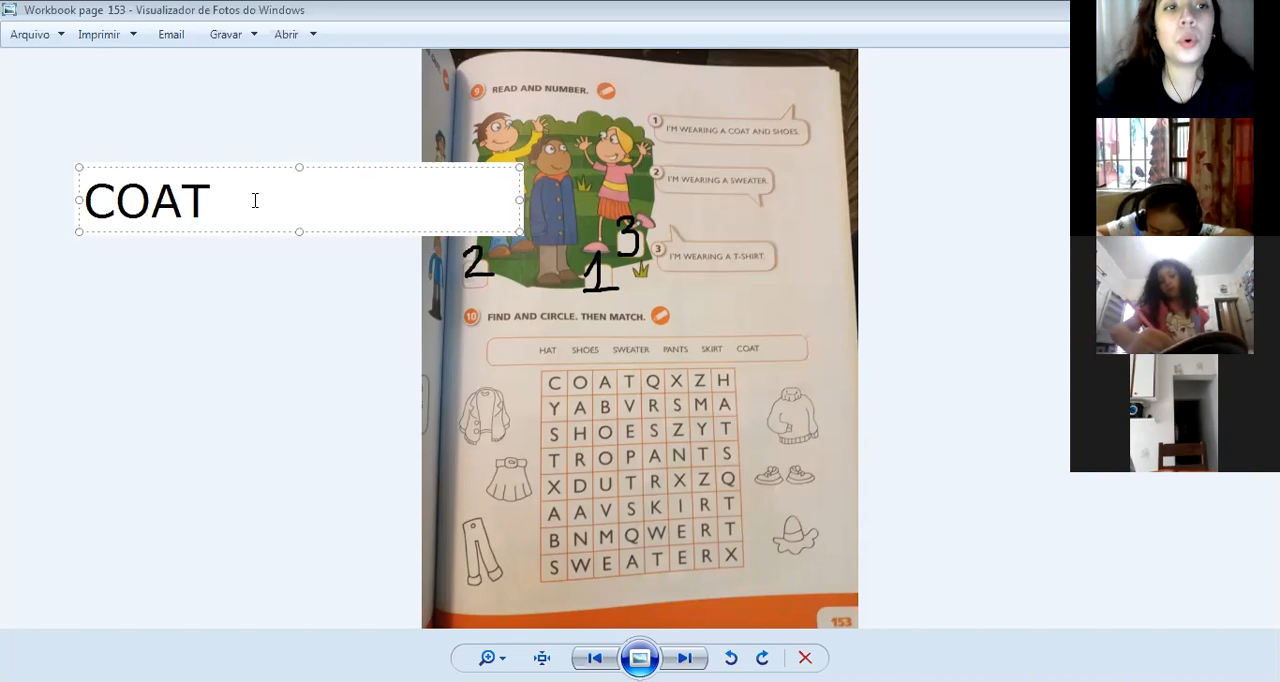 Workbook page 153 - Visualizador de Fotos do Windows
Arquivo Imprimir Email Gravar Abrir
COAT
9 READ AND NUMBER.
1 I'M WEARING A COAT AND SHOES.
2 I'M WEARING A SWEATER.
3 I'M WEARING A T-SHIRT.
2 1 3
10 FIND AND CIRCLE. THEN MATCH.
HAT SHOES SWEATER PANTS SKIRT COAT
C O A T Q X Z H
Y A B V R S M A
S H O E S Z Y T
T R O P A N T S
X D U T R X Z Q
A A V S K I R T
B N M Q W E R T
S W E A T E R X
153